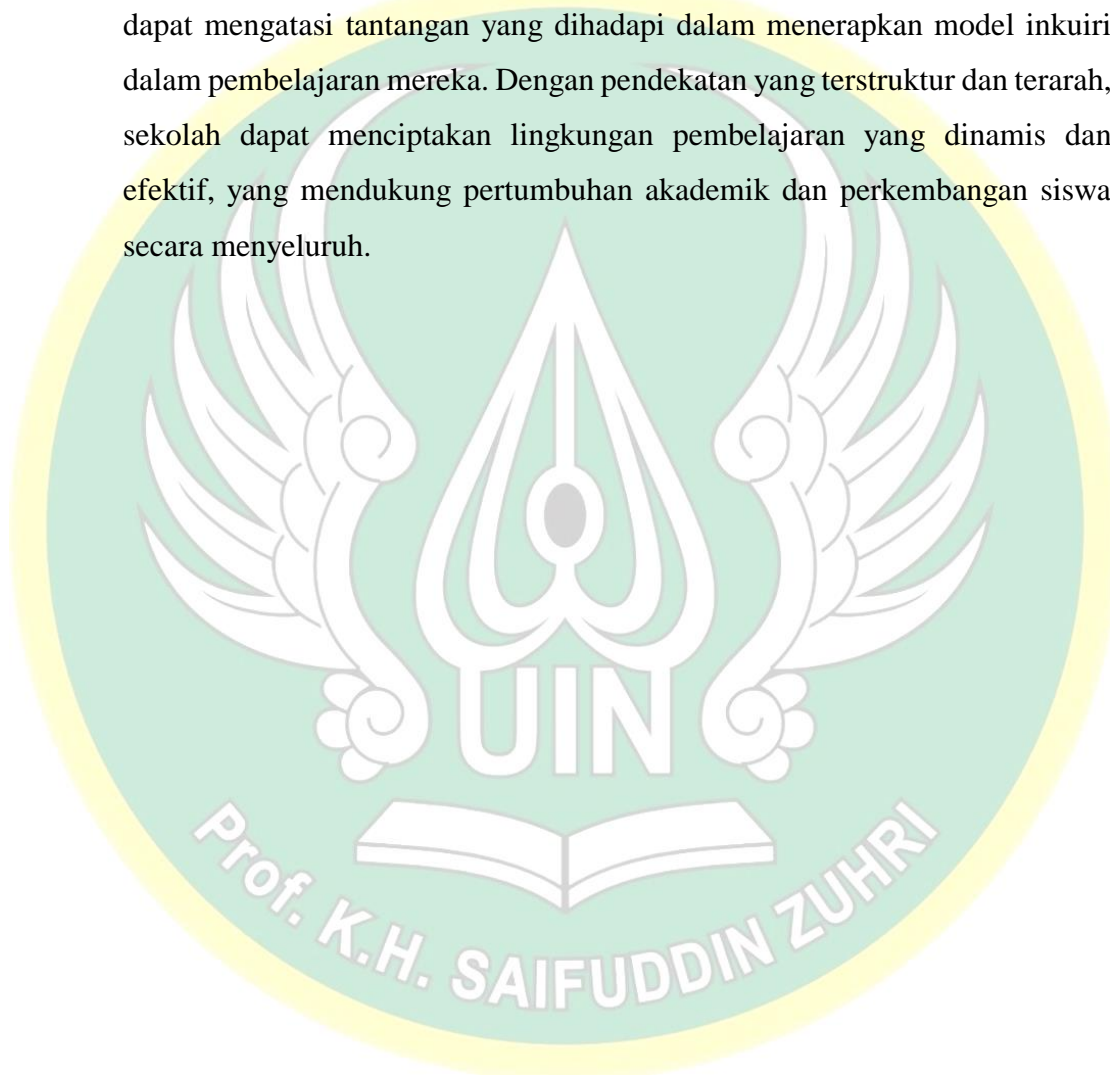 dapat mengatasi tantangan yang dihadapi dalam menerapkan model inkuiri
dalam pembelajaran mereka. Dengan pendekatan yang terstruktur dan terarah,
sekolah dapat menciptakan lingkungan pembelajaran yang dinamis dan
efektif, yang mendukung pertumbuhan akademik dan perkembangan siswa
secara menyeluruh.
UIN
Prof. K.H. SAIFUDDIN ZUHRI